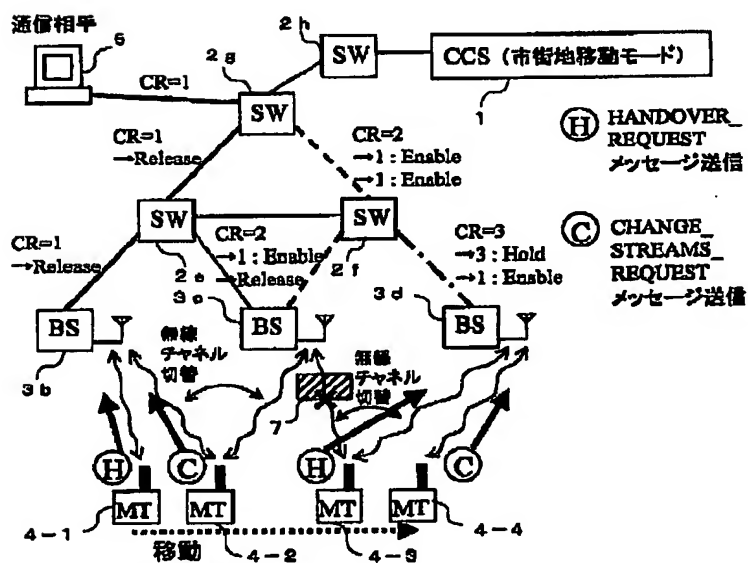 通信相手
6
2g
2h
SW
CCS (市街地移動モード)
1
CR=1
SW
CR=1
→Release
CR=2
→1 : Enable
→1 : Enable
H HANDOVER_
REQUEST
メッセージ送信
SW
SW
CR=1
→Release
CR=2
→1 : Enable
→Release
CR=3
→3 : Hold
→1 : Enable
C CHANGE_
STREAMS_
REQUEST
メッセージ送信
2e
2f
3c
3d
BS
BS
BS
3b
無線
チャネル
切替
無線
チャネル
切替
7
H
C
H
C
MT
MT
MT
MT
4-1
4-2
4-3
4-4
移動